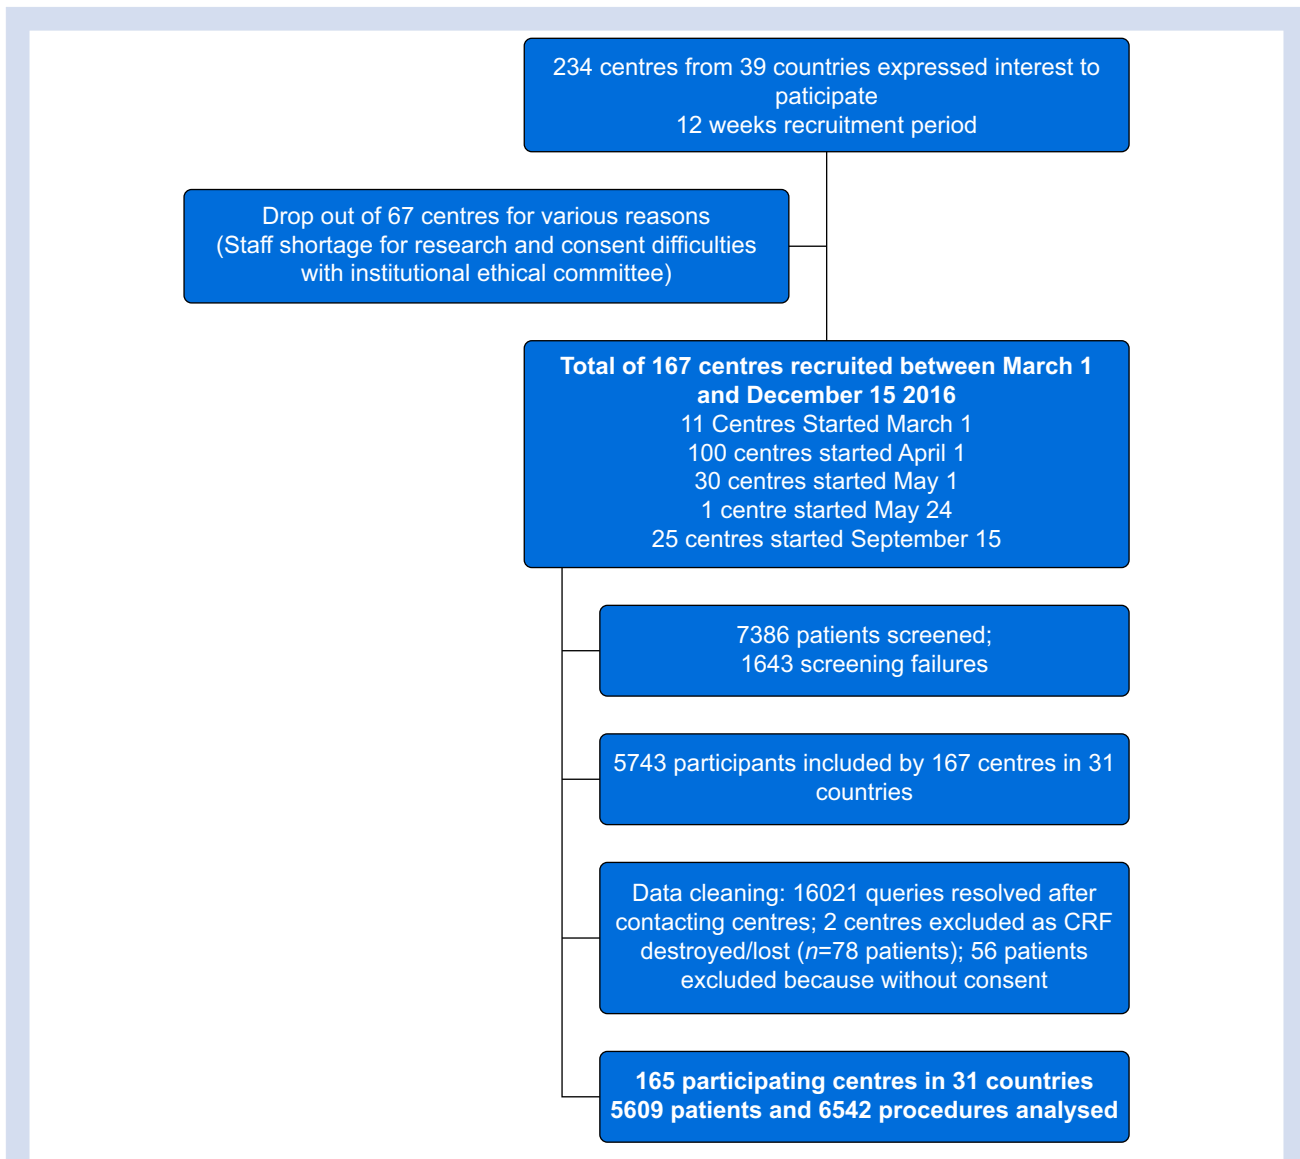 234 centres from 39 countries expressed interest to
paticipate
12 weeks recruitment period
Drop out of 67 centres for various reasons
(Staff shortage for research and consent difficulties
with institutional ethical committee)
Total of 167 centres recruited between March 1
and December 15 2016
11 Centres Started March 1
100 centres started April 1
30 centres started May 1
1 centre started May 24
25 centres started September 15
7386 patients screened;
1643 screening failures
5743 participants included by 167 centres in 31
countries
Data cleaning: 16021 queries resolved after
contacting centres; 2 centres excluded as CRF
destroyed/lost (n=78 patients); 56 patients
excluded because without consent
165 participating centres in 31 countries
5609 patients and 6542 procedures analysed